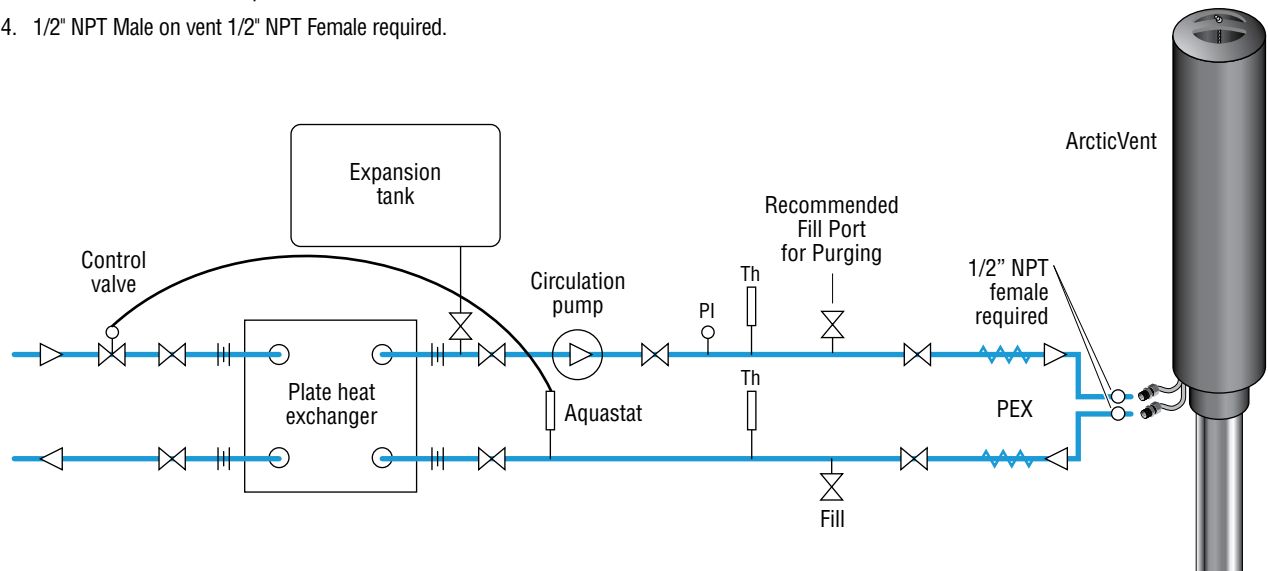 4. 1/2" NPT Male on vent 1/2" NPT Female required.
ArcticVent
Expansion
tank
Recommended
Fill Port
for Purging
Control
valve
Circulation
pump
PI
Th
1/2” NPT
female
required
Plate heat
exchanger
Aquastat
Th
PEX
Fill